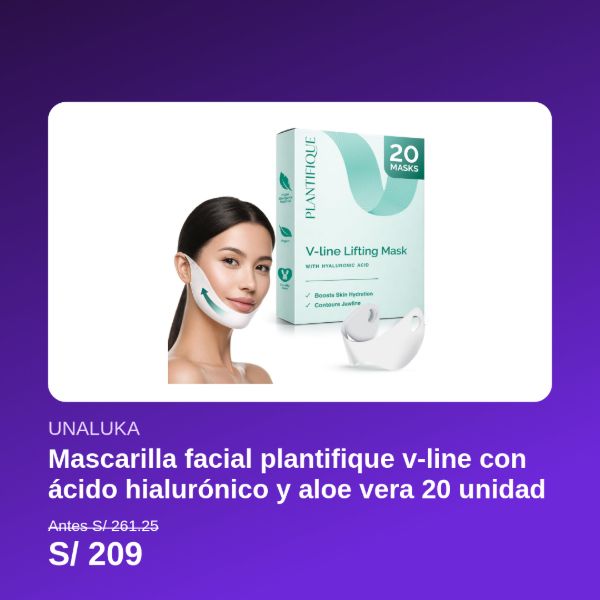 PLANTIFIQUE
20
MASKS
V-line Lifting Mask
WITH HYALURONIC ACID
✓ Boosts Skin Hydration
✓ Contours Jawline
UNALUKA
Mascarilla facial plantifique v-line con
ácido hialurónico y aloe vera 20 unidad
Antes S/ 261.25
S/ 209